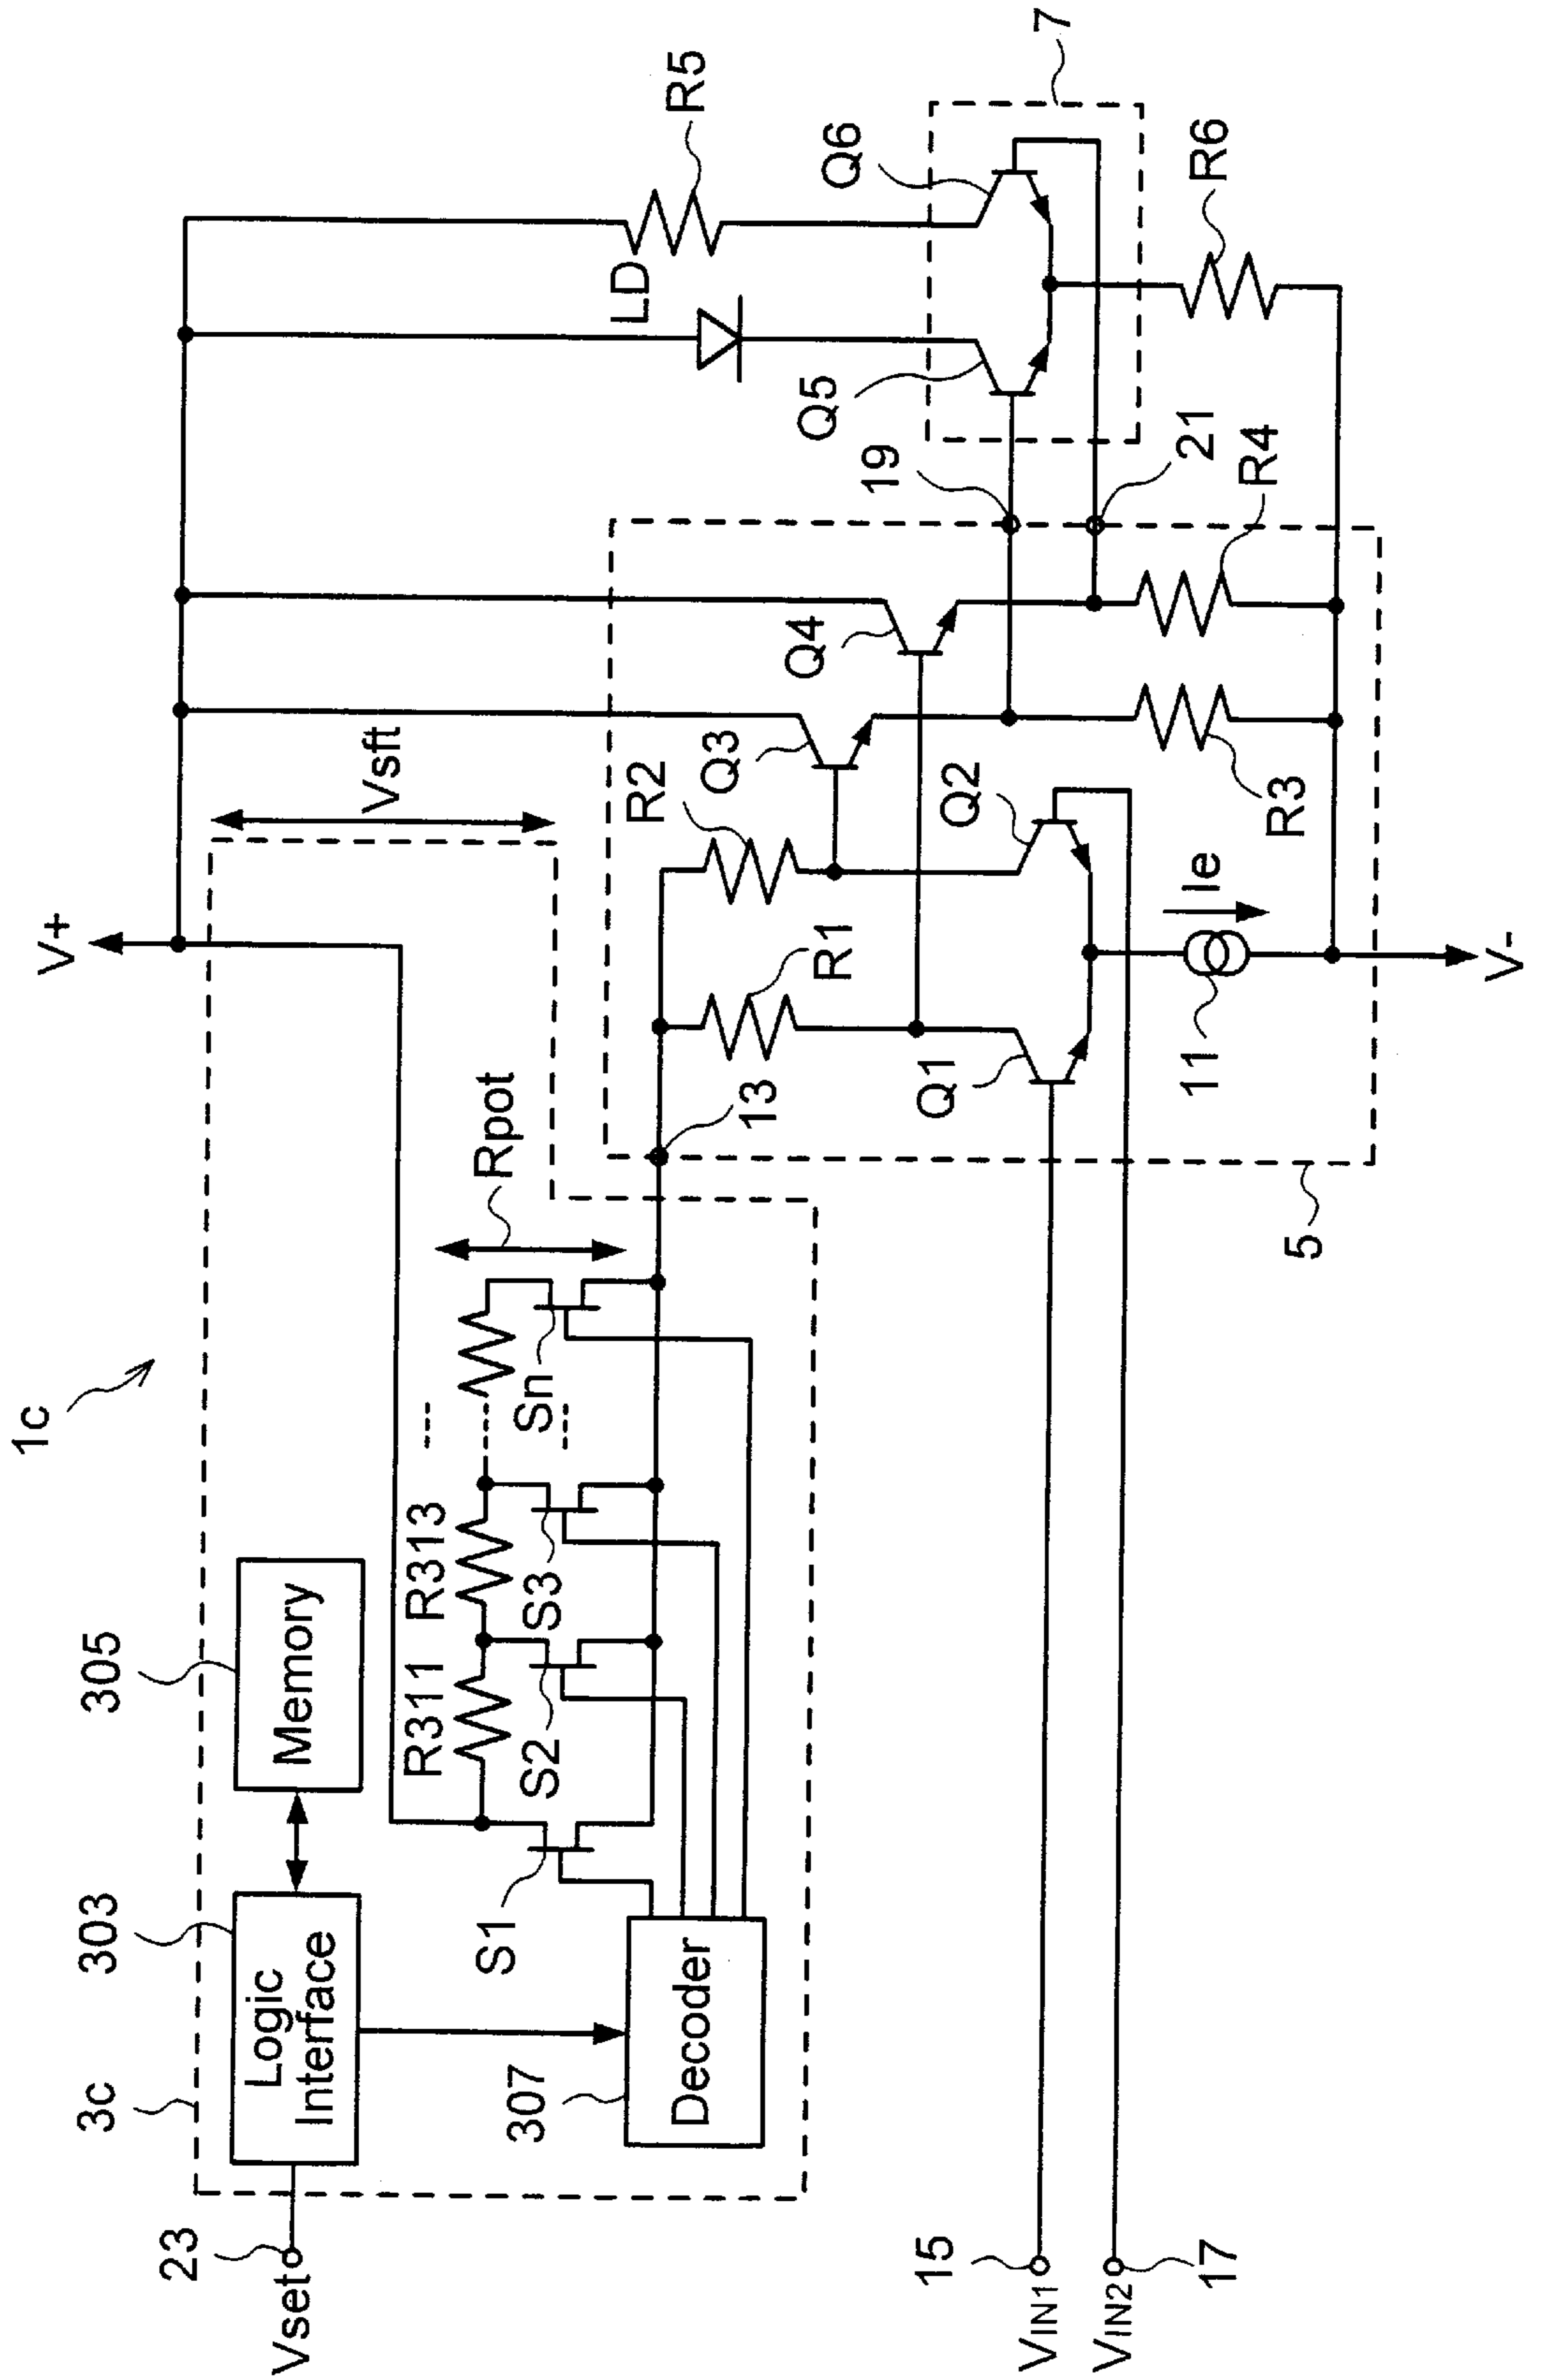 1c
V+
3c
303
Logic
Interface
305
Memory
23
Vset
307
Decoder
S1
R311
S2
R313
S3
Sn
Rpot
Vsft
13
R1
R2
Q1
Q2
Q3
Q4
11
Ie
R3
R4
5
V-
19
21
LD
R5
Q5
Q6
7
R6
15
VIN1
VIN2
17